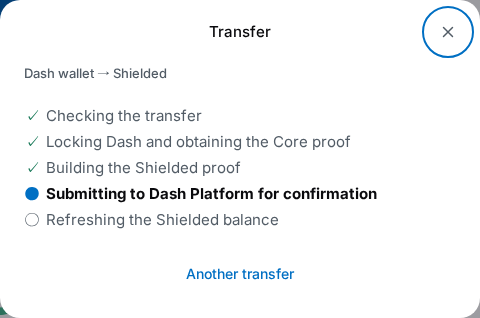 Transfer
Dash wallet → Shielded
✓ Checking the transfer
✓ Locking Dash and obtaining the Core proof
✓ Building the Shielded proof
Submitting to Dash Platform for confirmation
Refreshing the Shielded balance
Another transfer